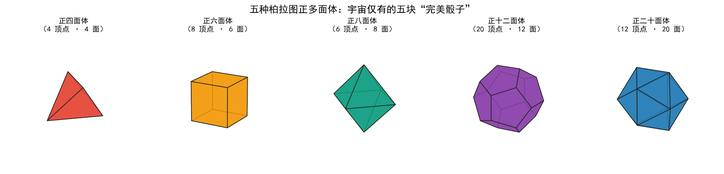 五种柏拉图正多面体：宇宙仅有的五块“完美骰子”
正四面体
(4 顶点 · 4 面)
正六面体
(8 顶点 · 6 面)
正八面体
(6 顶点 · 8 面)
正十二面体
(20 顶点 · 12 面)
正二十面体
(12 顶点 · 20 面)